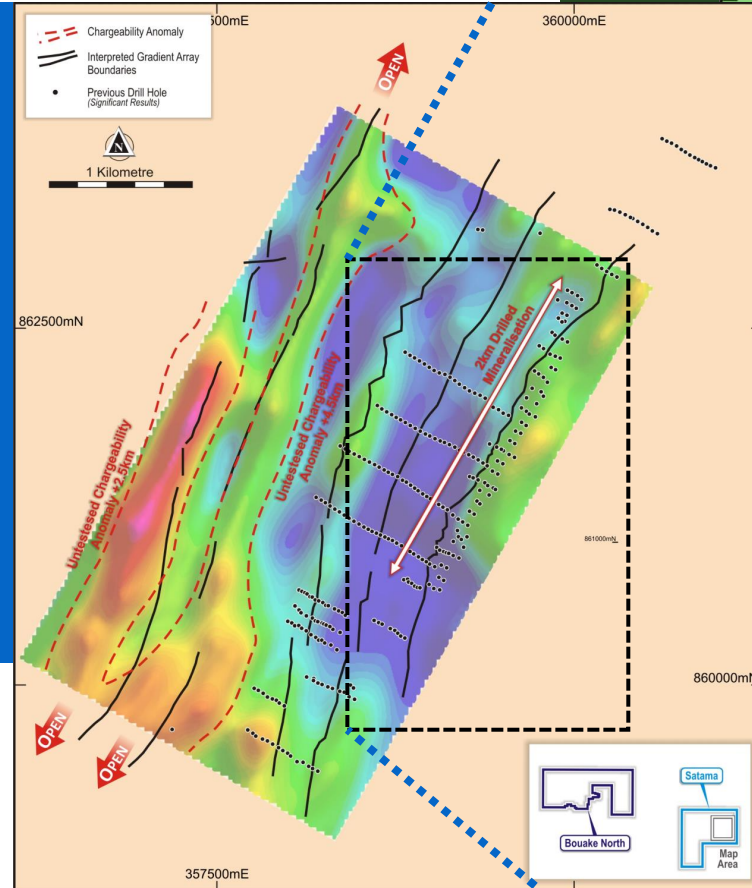 500mE
360000mE
Chargeability Anomaly
Interpreted Gradient Array
Boundaries
Previous Drill Hole
(Significant Results)
N
1 Kilometre
OPEN
862500mN
2km Drilled
Mineralisation
Untestesed Chargeability
Anomaly +4.5km
Untestesed Chargeability
Anomaly +2.5km
861000mN
860000mN
OPEN
OPEN
Satama
Bouake North
Map
Area
357500mE